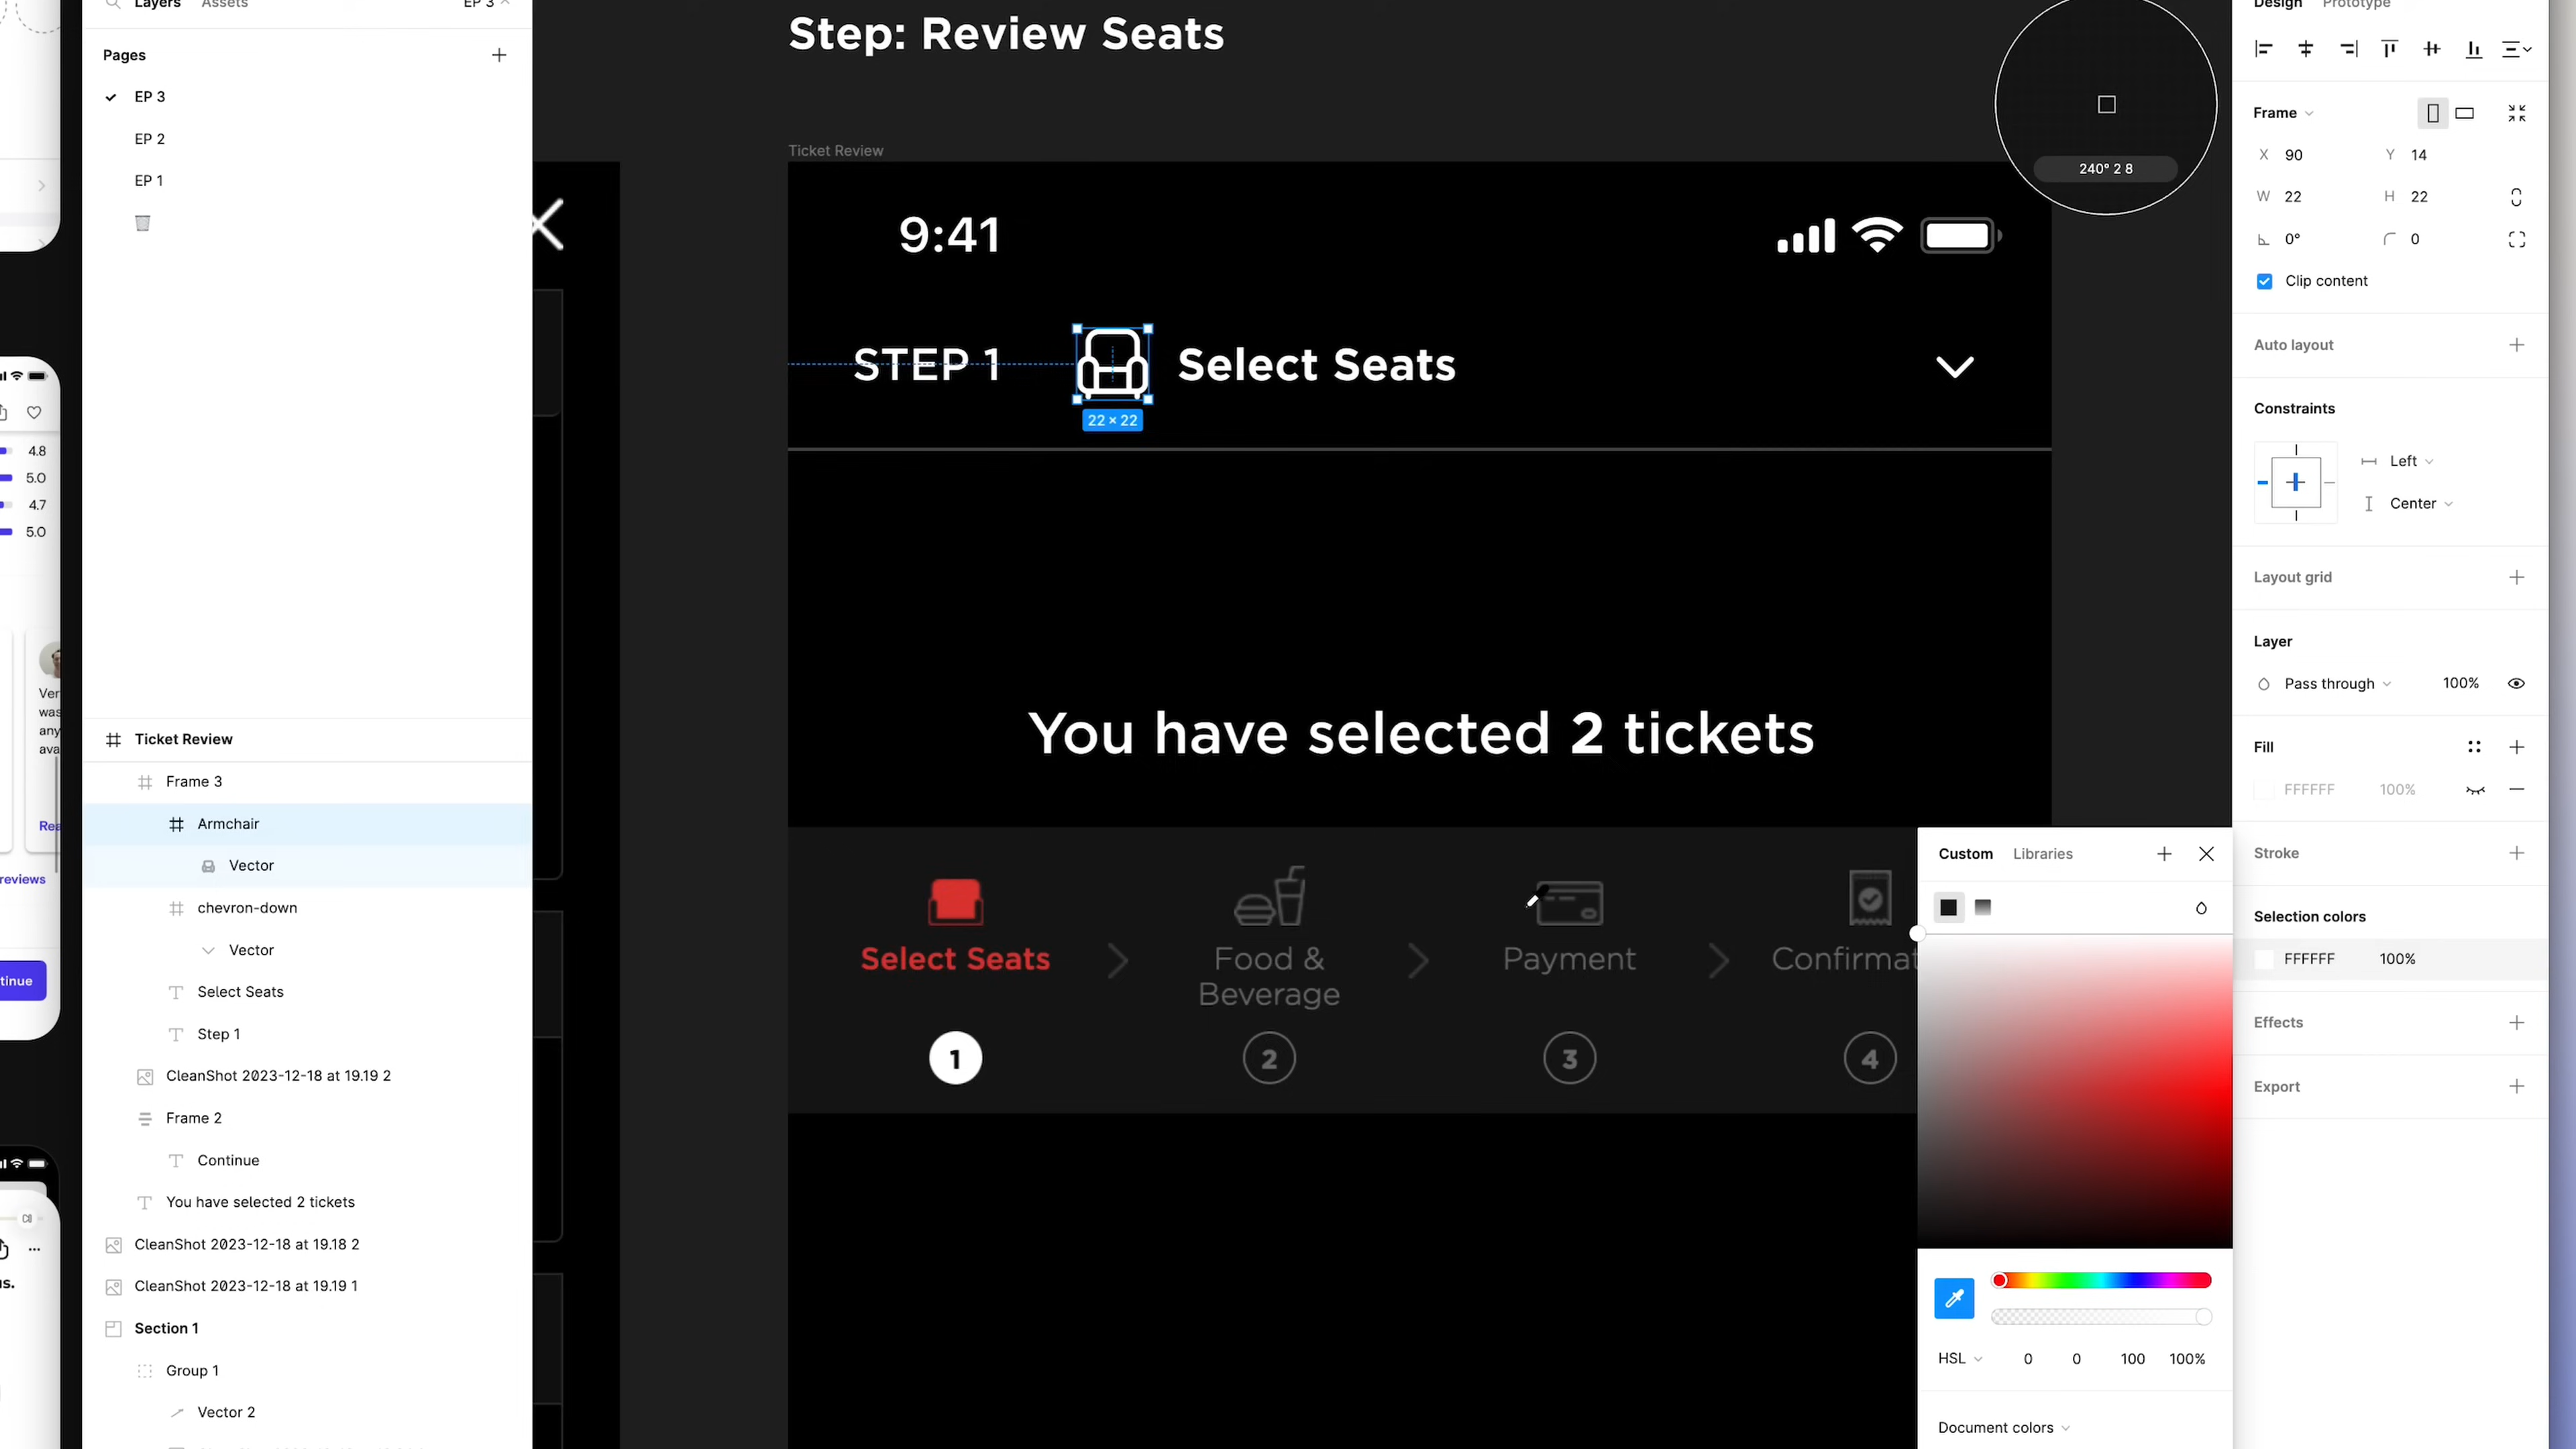 Layers Assets EP 3
Pages
EP 3
EP 2
EP 1
4.8
5.0
4.7
5.0
reviews
Ticket Review
Frame 3
Armchair
Vector
chevron-down
Vector
Select Seats
Step 1
CleanShot 2023-12-18 at 19.19 2
Frame 2
Continue
You have selected 2 tickets
CleanShot 2023-12-18 at 19.18 2
CleanShot 2023-12-18 at 19.19 1
Section 1
Group 1
Vector 2
Step: Review Seats
Ticket Review
9:41
STEP 1 Select Seats
22 × 22
You have selected 2 tickets
Select Seats
Food &
Beverage
Payment
Confirmat
1 2 3 4
240° 2 8
Custom Libraries
HSL 0 0 100 100%
Document colors
Design Prototype
Frame
X 90 Y 14
W 22 H 22
0° 0
Clip content
Auto layout
Constraints
Left
Center
Layout grid
Layer
Pass through 100%
Fill
FFFFFF 100%
Stroke
Selection colors
FFFFFF 100%
Effects
Export